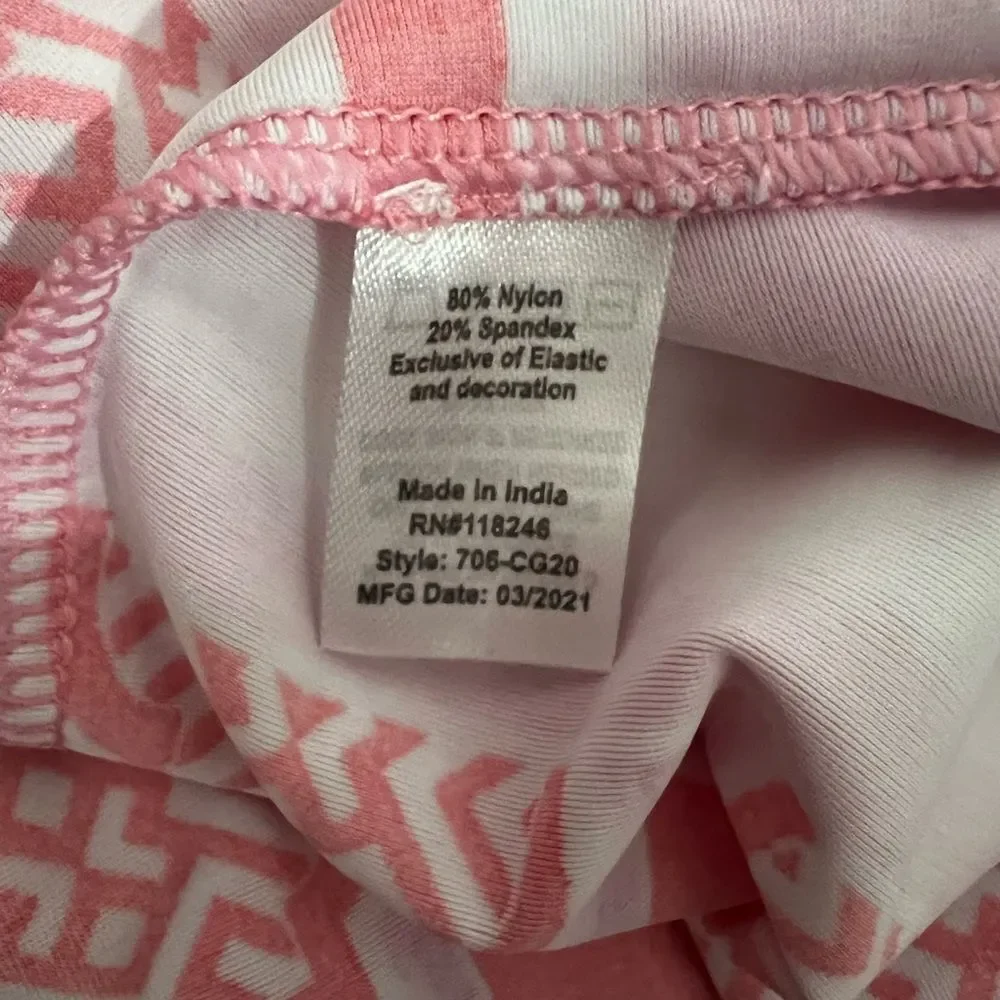 80% Nylon
20% Spandex
Exclusive of Elastic
and decoration
Made in India
RN#118246
Style: 706-CG20
MFG Date: 03/2021